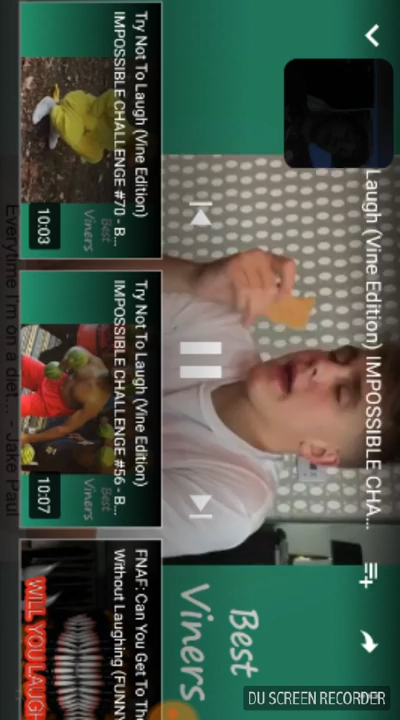 Laugh (Vine Edition) IMPOSSIBLE CHA...
Best
Viners
Try Not To Laugh (Vine Edition)
IMPOSSIBLE CHALLENGE #70 - B...
Best
Viners
10:03
Try Not To Laugh (Vine Edition)
IMPOSSIBLE CHALLENGE #56 - B...
Best
Viners
10:07
FNAF: Can You Get To The
Without Laughing (FUNNY
WILL YOU LAUGH
Everytime I'm on a diet... - Jake Paul
DU SCREEN RECORDER